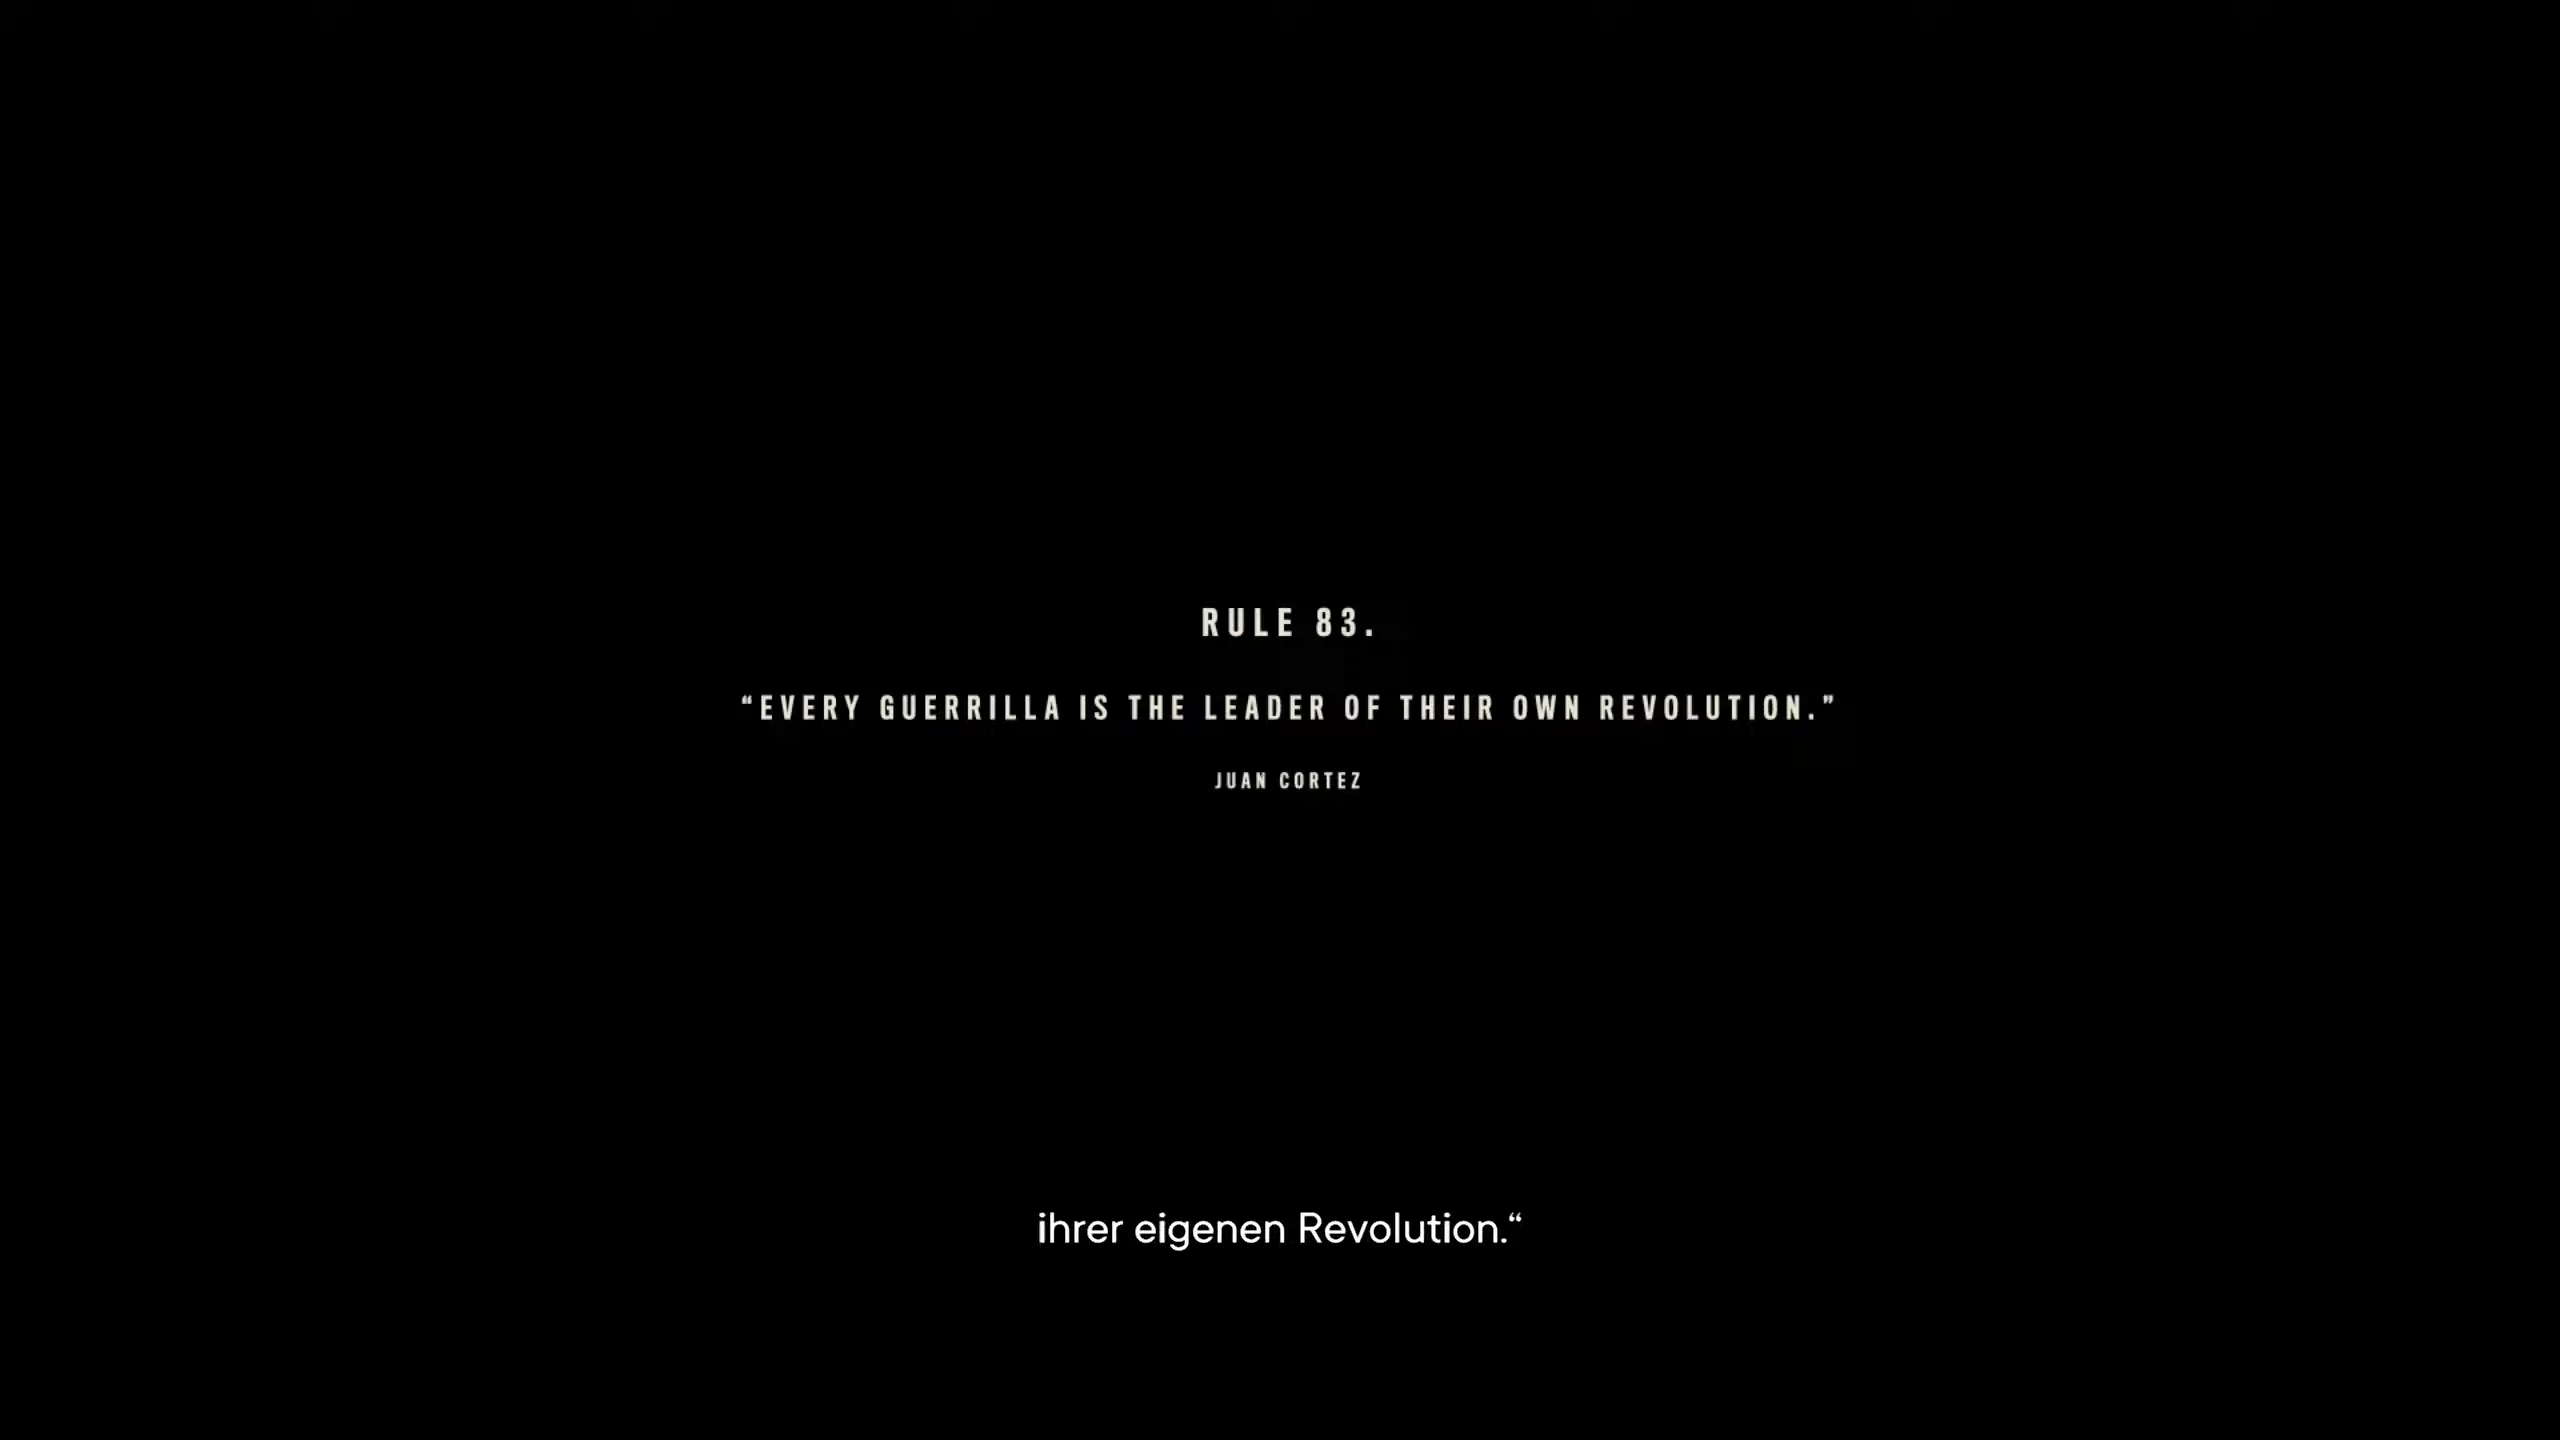 RULE 83.
“EVERY GUERRILLA IS THE LEADER OF THEIR OWN REVOLUTION.”
JUAN CORTEZ
ihrer eigenen Revolution.“